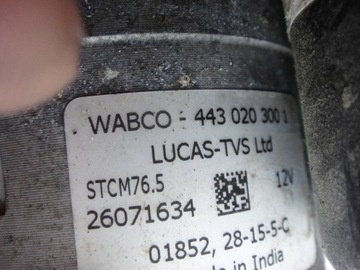 WABCO - 443 020 300 1
LUCAS-TVS Ltd
STCM76.5
12V
26071634
01852, 28-15-5-C
in India